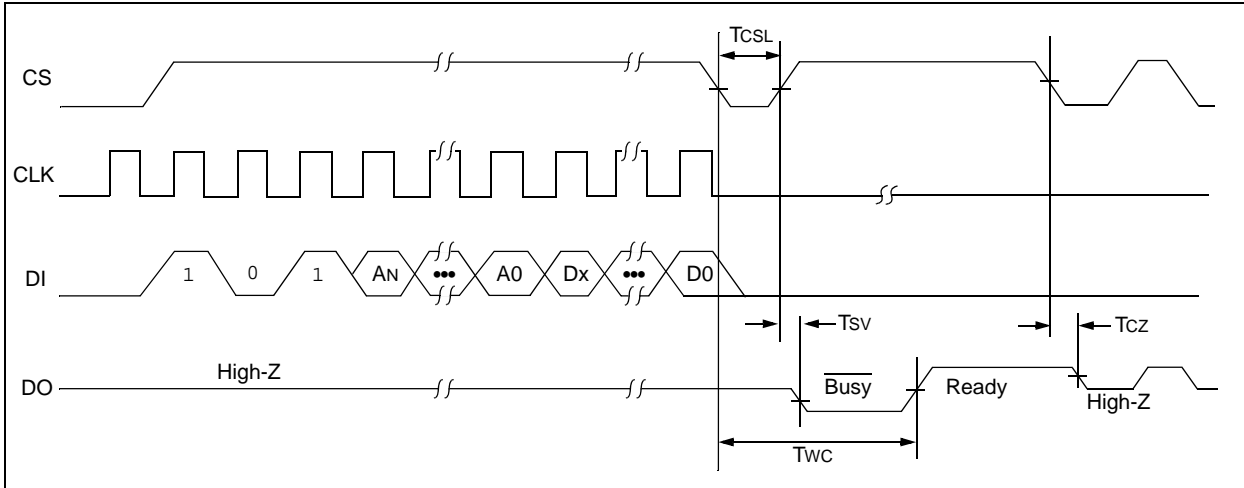 TCSL
CS
CLK
DI
1 0 1 AN ••• A0 Dx ••• D0
TSV
TCZ
DO
High-Z
Busy
Ready
High-Z
TWC